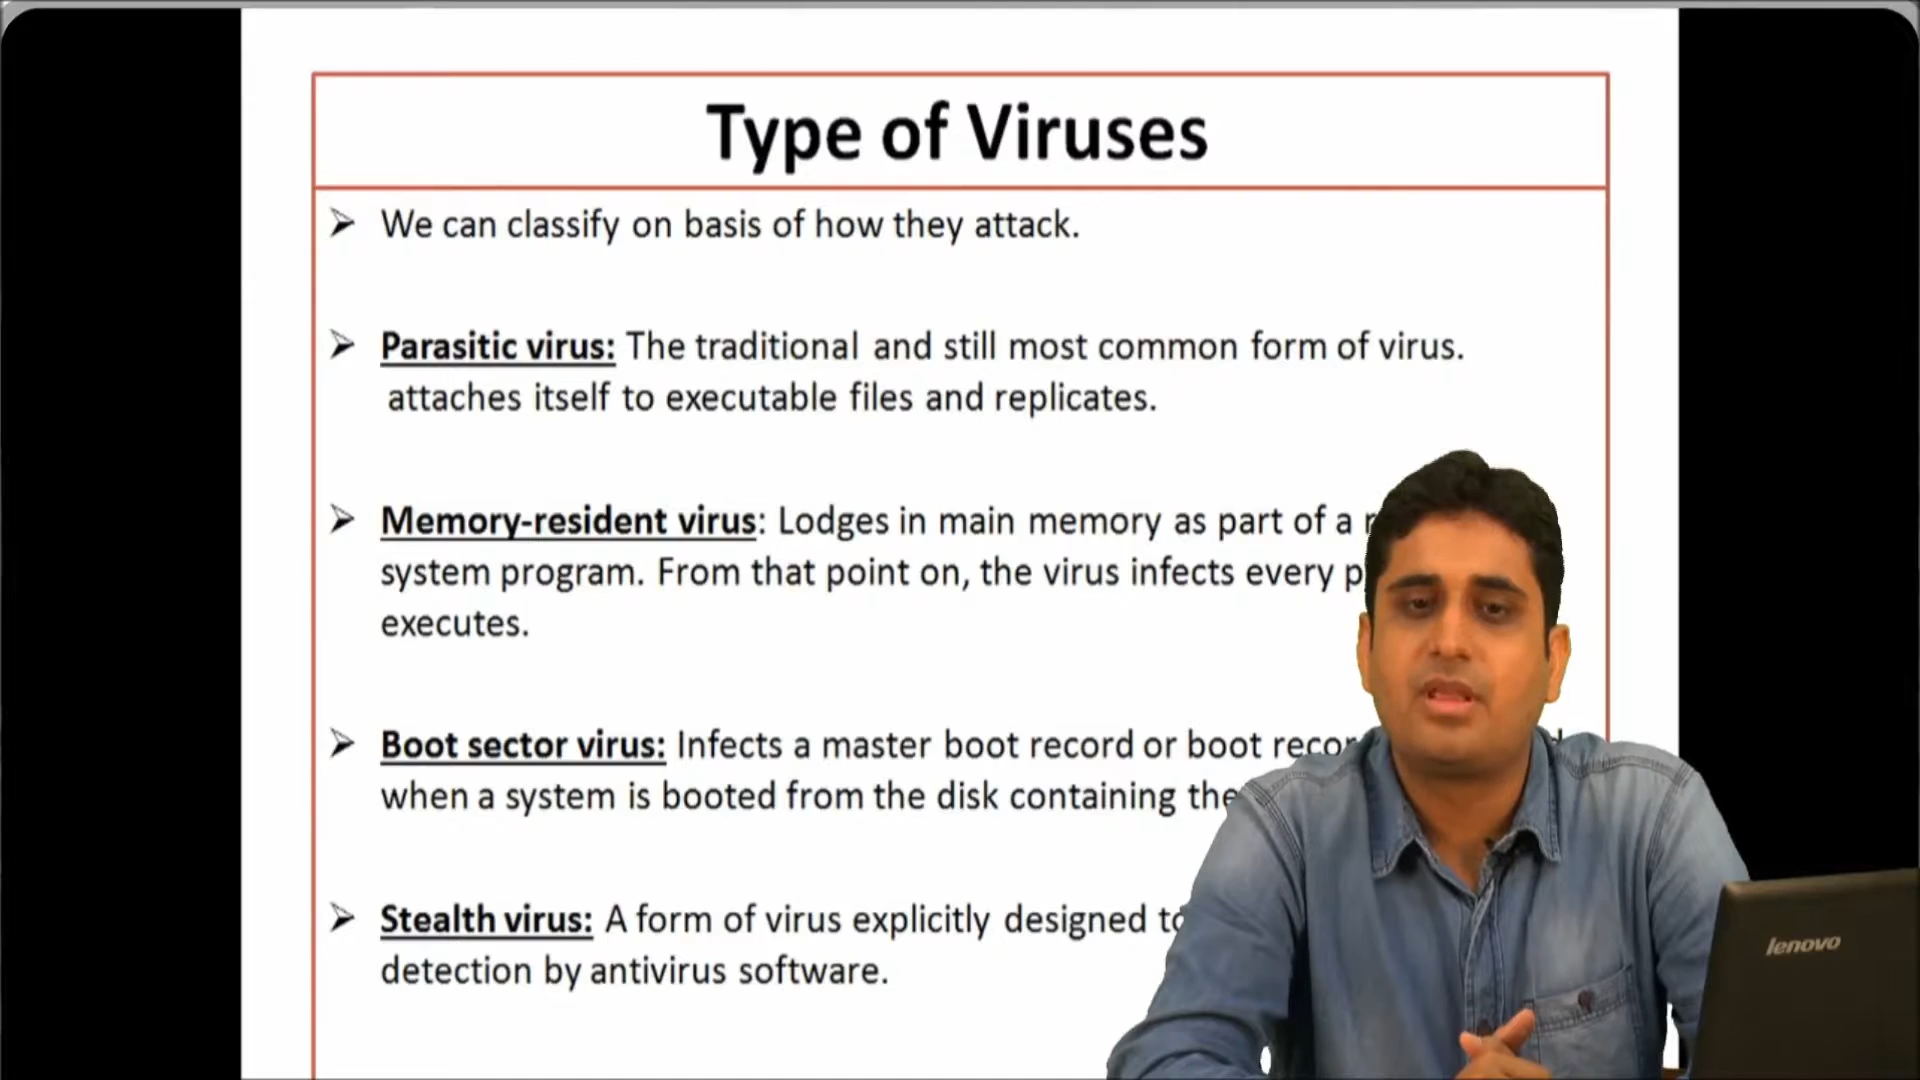 Type of Viruses
We can classify on basis of how they attack.
Parasitic virus: The traditional and still most common form of virus.
attaches itself to executable files and replicates.
Memory-resident virus: Lodges in main memory as part of a
system program. From that point on, the virus infects every
executes.
Boot sector virus: Infects a master boot record or boot
when a system is booted from the disk containing the
Stealth virus: A form of virus explicitly designed
detection by antivirus software.
lenovo